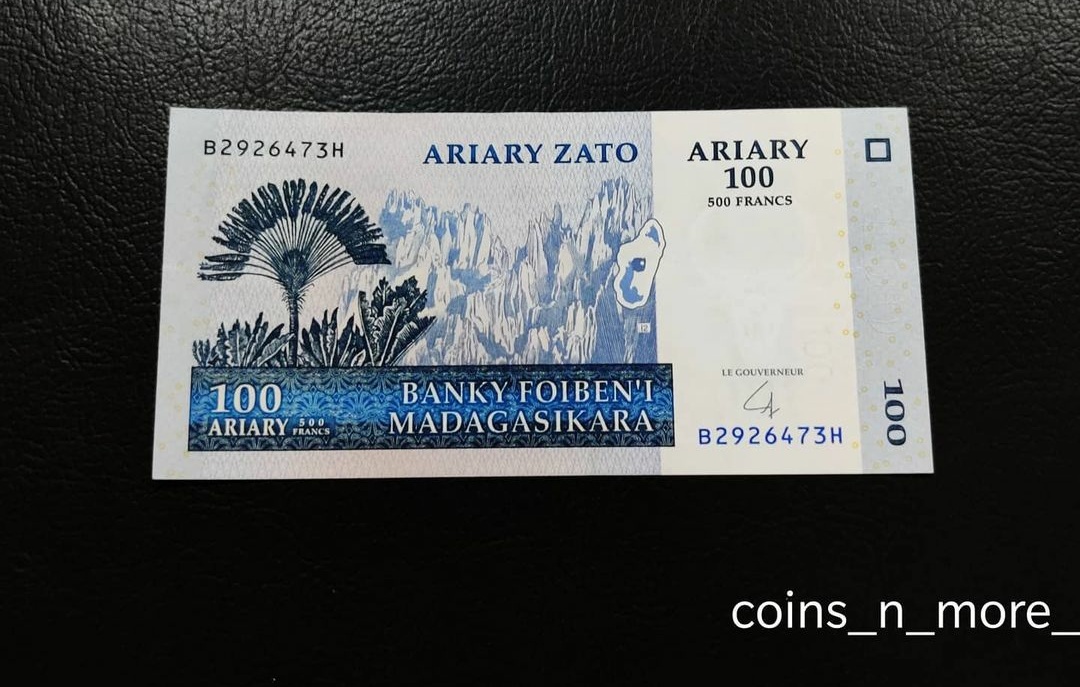 B2926473H
ARIARY ZATO
ARIARY
100
500 FRANCS
100
ARIARY
500
FRANCS
BANKY FOIBEN'I
MADAGASIKARA
12
LE GOUVERNEUR
B2926473H
100
coins_n_more_